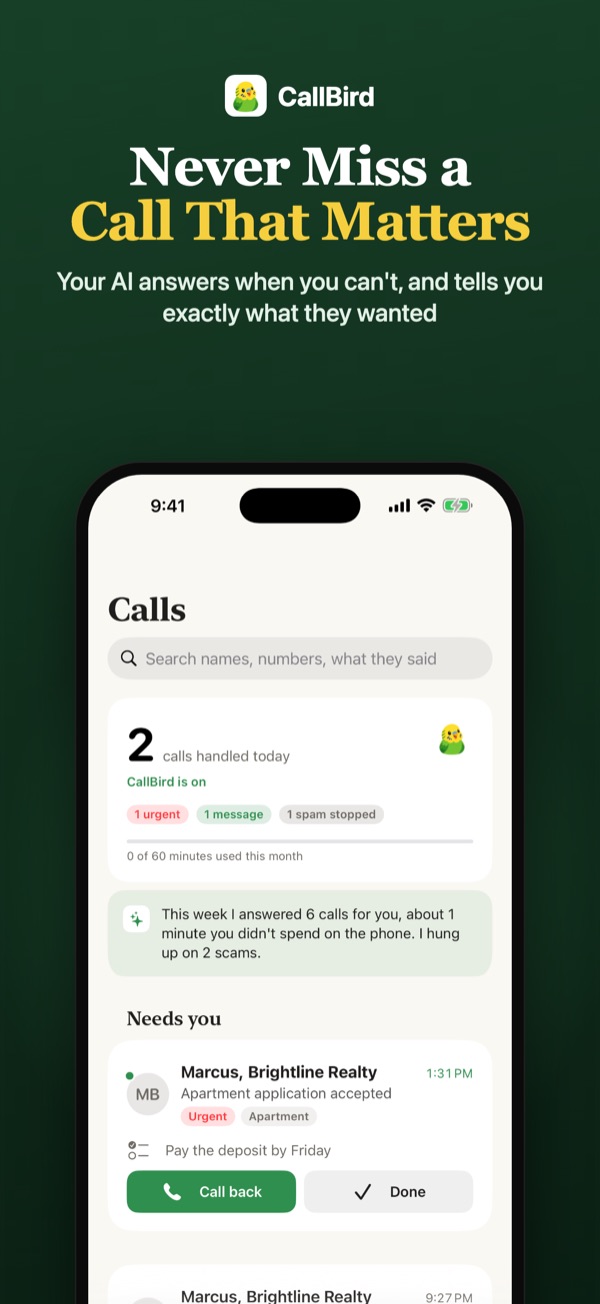 CallBird
Never Miss a
Call That Matters
Your AI answers when you can't, and tells you
exactly what they wanted
9:41
Calls
Search names, numbers, what they said
2 calls handled today
CallBird is on
1 urgent 1 message 1 spam stopped
0 of 60 minutes used this month
This week I answered 6 calls for you, about 1
minute you didn't spend on the phone. I hung
up on 2 scams.
Needs you
Marcus, Brightline Realty 1:31 PM
MB
Apartment application accepted
Urgent Apartment
Pay the deposit by Friday
Call back Done
Marcus, Brightline Realty 9:27 PM